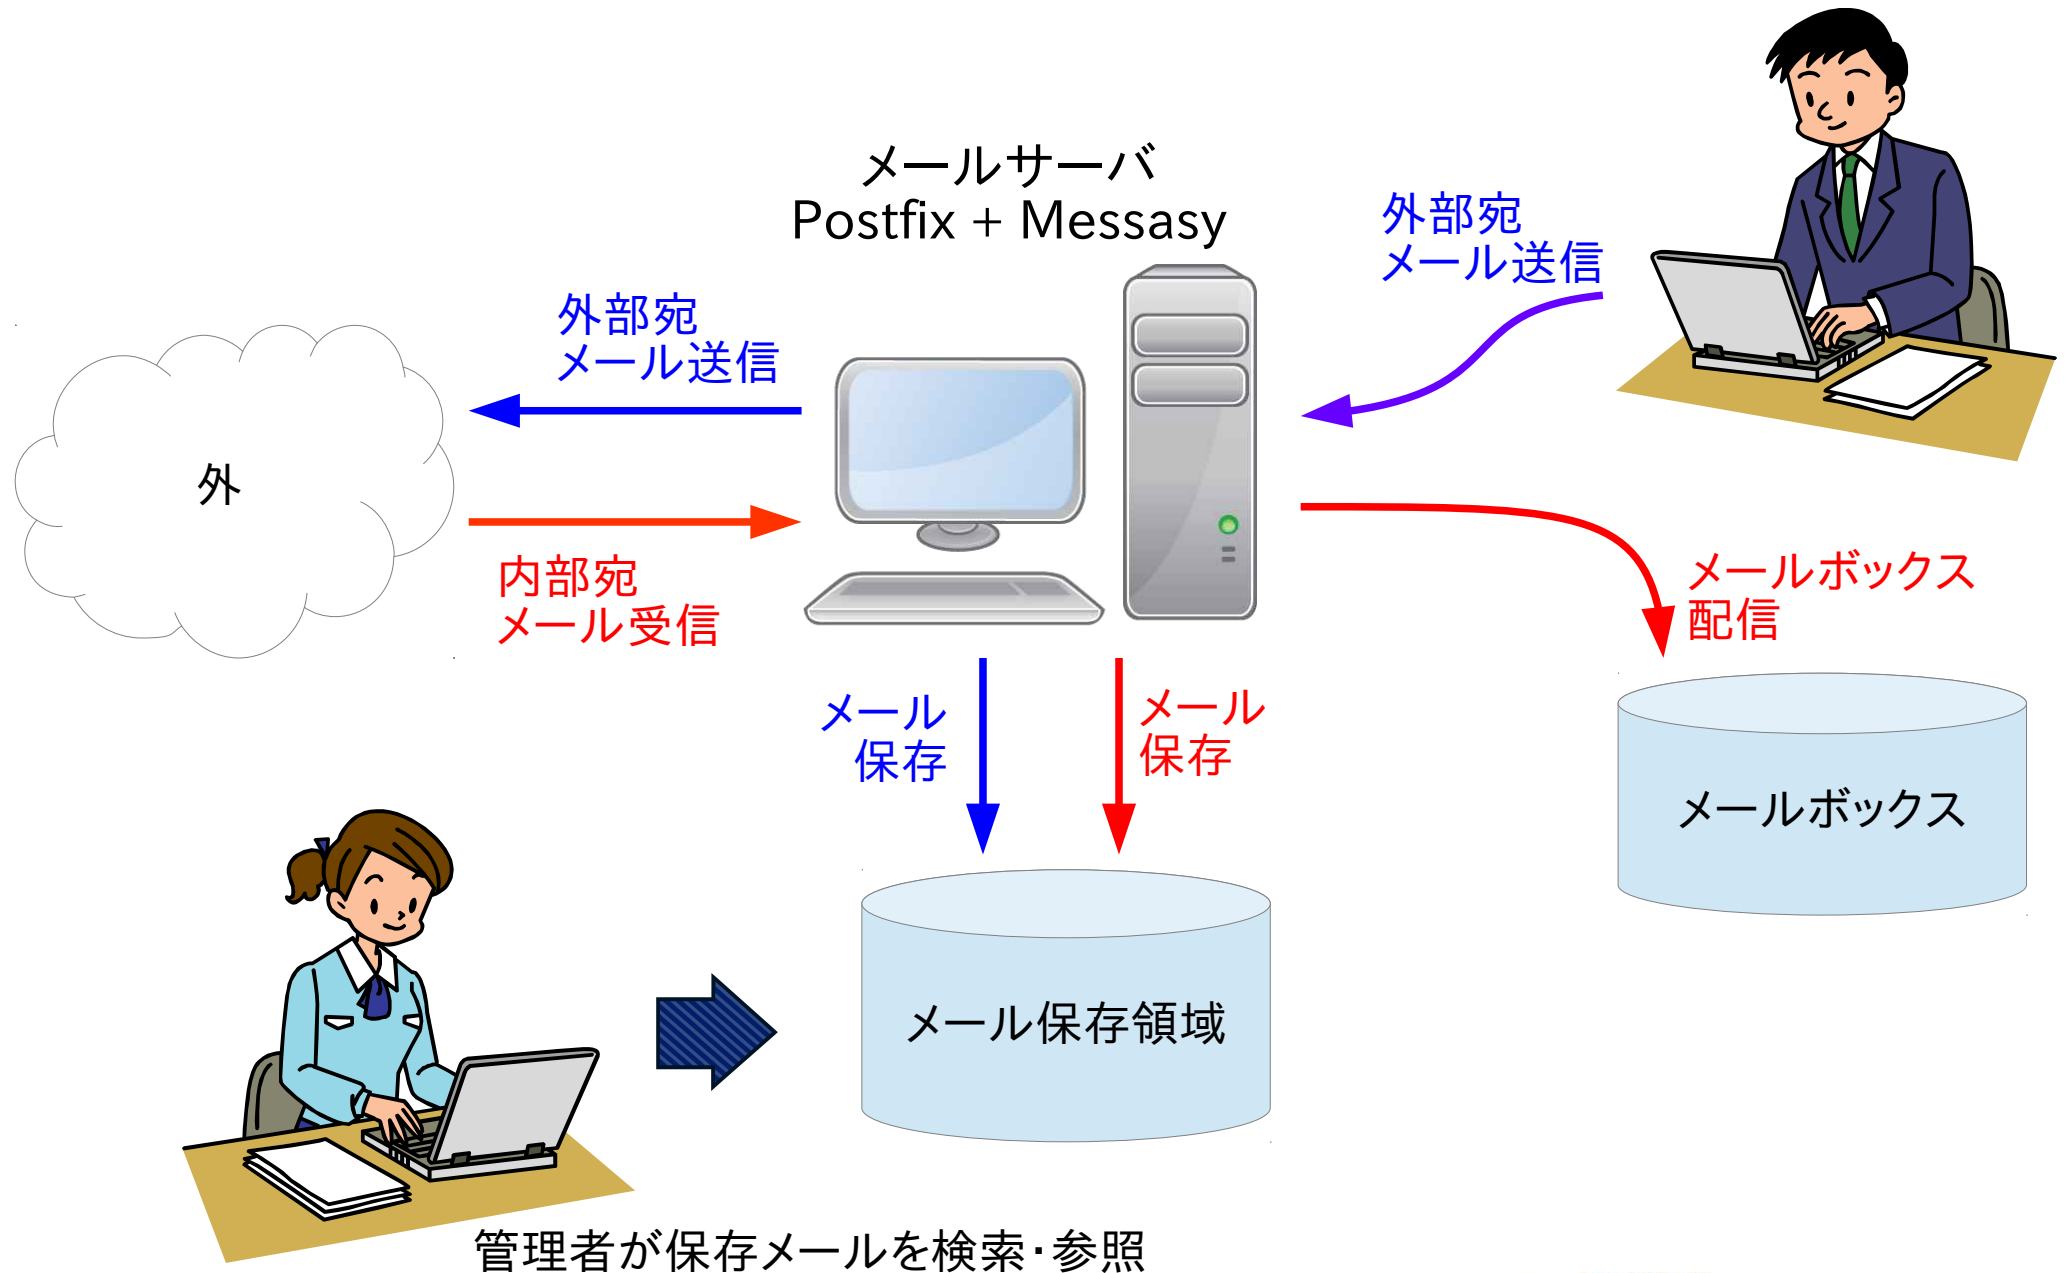 メールサーバ
Postfix + Messasy
外部宛
メール送信
外部宛
メール送信
外
内部宛
メール受信
メールボックス
配信
メール
保存
メール
保存
メールボックス
メール保存領域
管理者が保存メールを検索・参照